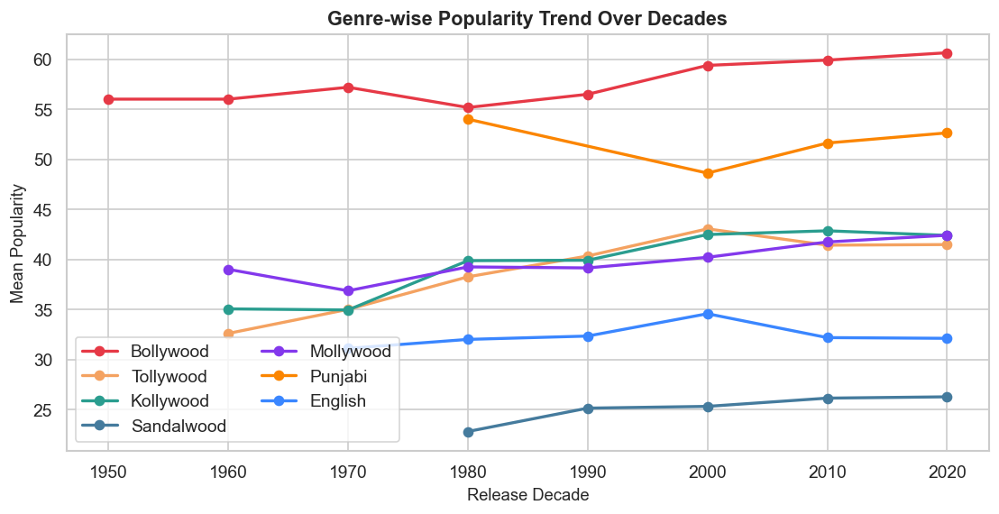 Genre-wise Popularity Trend Over Decades
Mean Popularity
60
55
50
45
40
35
30
25
Bollywood
Tollywood
Kollywood
Sandalwood
Mollywood
Punjabi
English
1950 1960 1970 1980 1990 2000 2010 2020
Release Decade